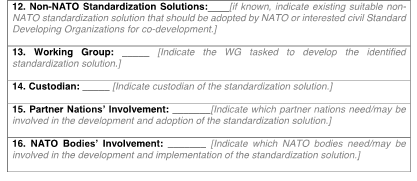 12. Non-NATO Standardization Solutions:____[if known, indicate existing suitable non-
NATO standardization solution that should be adopted by NATO or interested civil Standard
Developing Organizations for co-development.]
13. Working Group: _____ [Indicate the WG tasked to develop the identified
standardization solution.]
14. Custodian: _____ [Indicate custodian of the standardization solution.]
15. Partner Nations' Involvement: _______[Indicate which partner nations need/may be
involved in the development and adoption of the standardization solution.]
16. NATO Bodies' Involvement: _______ [Indicate which NATO bodies need/may be
involved in the development and implementation of the standardization solution.]